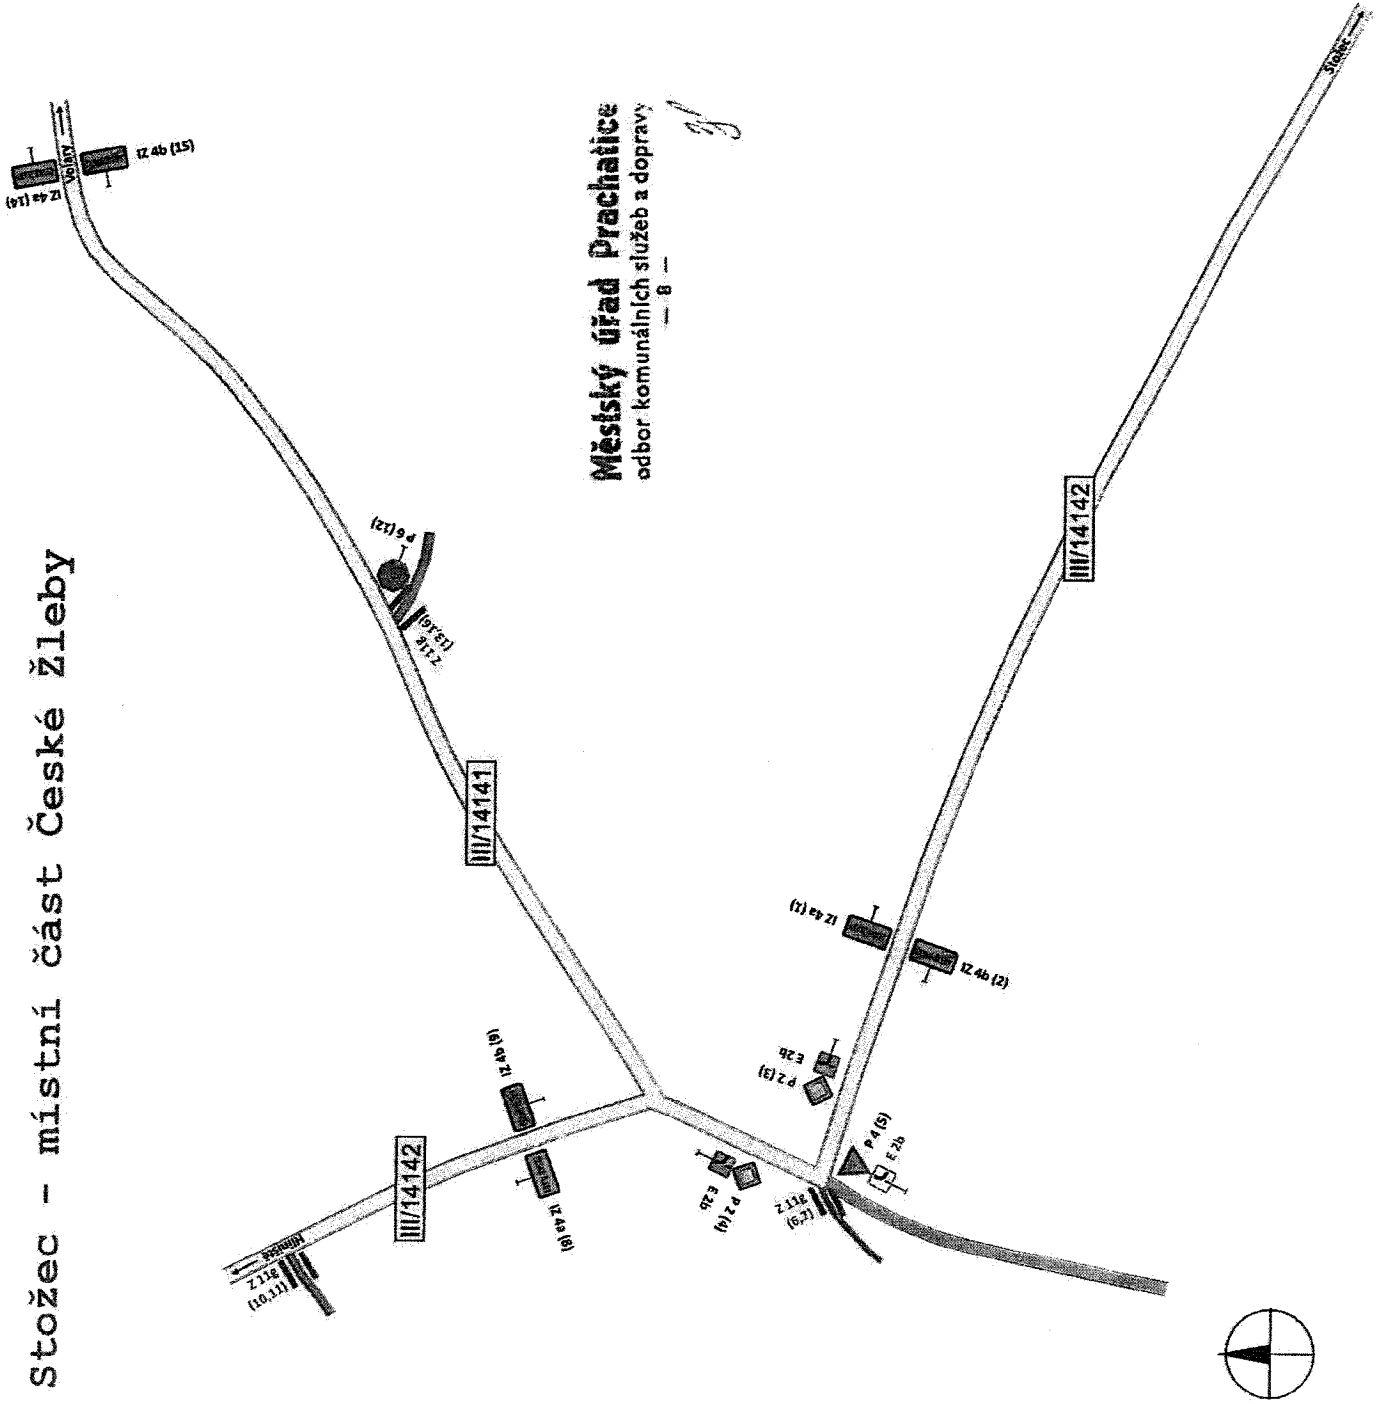 Stožec - místní část České Žleby
Volary
IZ 4a (14)
IZ 4b (15)
Městský úřad Prachatice
odbor komunálních služeb a dopravy
— 8 —
Stožec
P 6 (12)
Z 11g
(13,16)
III/14141
III/14142
IZ 4a (1)
IZ 4b (2)
IZ 4b (9)
IZ 4a (8)
III/14142
E 2b
P 2 (3)
P 4 (5)
E 2b
E 2b
P 2 (4)
Z 11g
(6,7)
Z 11g
(10,11)